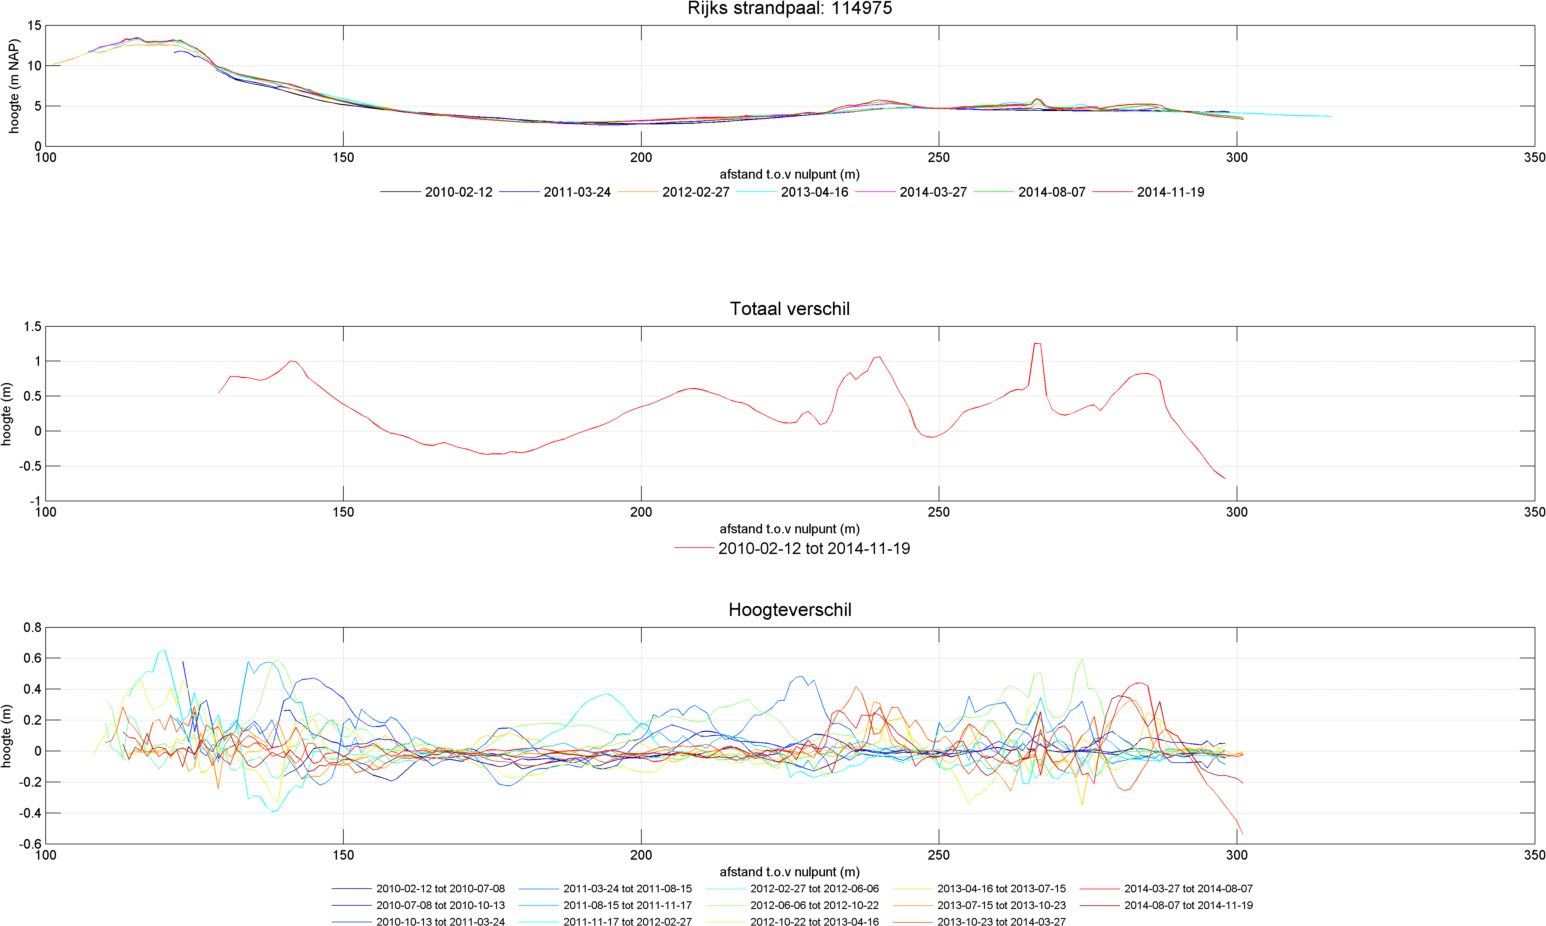 Rijks strandpaal: 114975
15
10
5
0
hoogte (m NAP)
100 150 200 250 300 350
afstand t.o.v nulpunt (m)
2010-02-12 2011-03-24 2012-02-27 2013-04-16 2014-03-27 2014-08-07 2014-11-19
Totaal verschil
1.5
1
0.5
0
-0.5
-1
hoogte (m)
100 150 200 250 300 350
afstand t.o.v nulpunt (m)
2010-02-12 tot 2014-11-19
Hoogteverschil
0.8
0.6
0.4
0.2
0
-0.2
-0.4
-0.6
hoogte (m)
100 150 200 250 300 350
afstand t.o.v nulpunt (m)
2010-02-12 tot 2010-07-08 2011-03-24 tot 2011-08-15 2012-02-27 tot 2012-06-06 2013-04-16 tot 2013-07-15 2014-03-27 tot 2014-08-07
2010-07-08 tot 2010-10-13 2011-08-15 tot 2011-11-17 2012-06-06 tot 2012-10-22 2013-07-15 tot 2013-10-23 2014-08-07 tot 2014-11-19
2010-10-13 tot 2011-03-24 2011-11-17 tot 2012-02-27 2012-10-22 tot 2013-04-16 2013-10-23 tot 2014-03-27